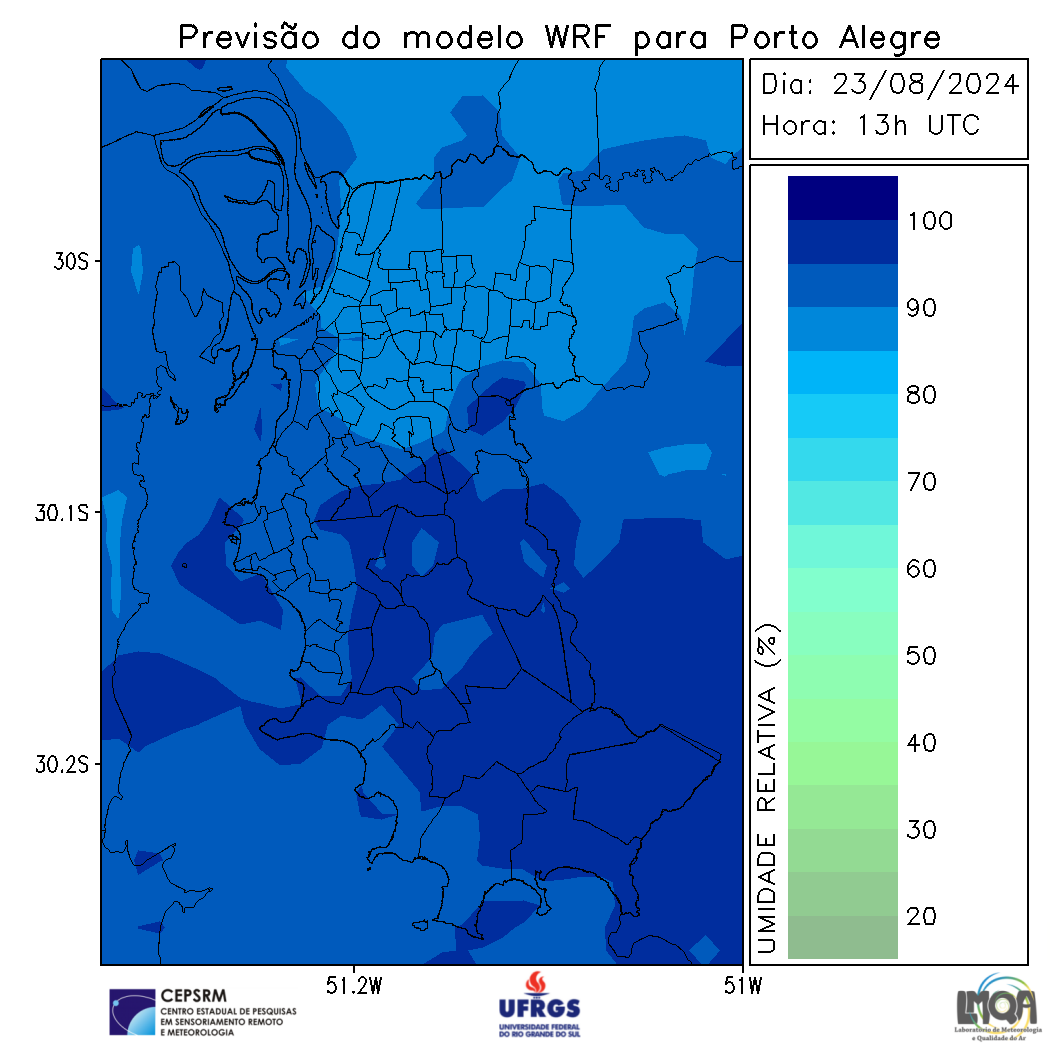 Previsão do modelo WRF para Porto Alegre
Dia: 23/08/2024
Hora: 13h UTC
100
90
80
70
60
50
40
30
20
UMIDADE RELATIVA (%)
30S
30.1S
30.2S
51.2W
51W
CEPSRM
CENTRO ESTADUAL DE PESQUISAS
EM SENSORIAMENTO REMOTO
E METEOROLOGIA
UFRGS
UNIVERSIDADE FEDERAL
DO RIO GRANDE DO SUL
LMQA
Laboratório de Meteorologia
e Qualidade do Ar